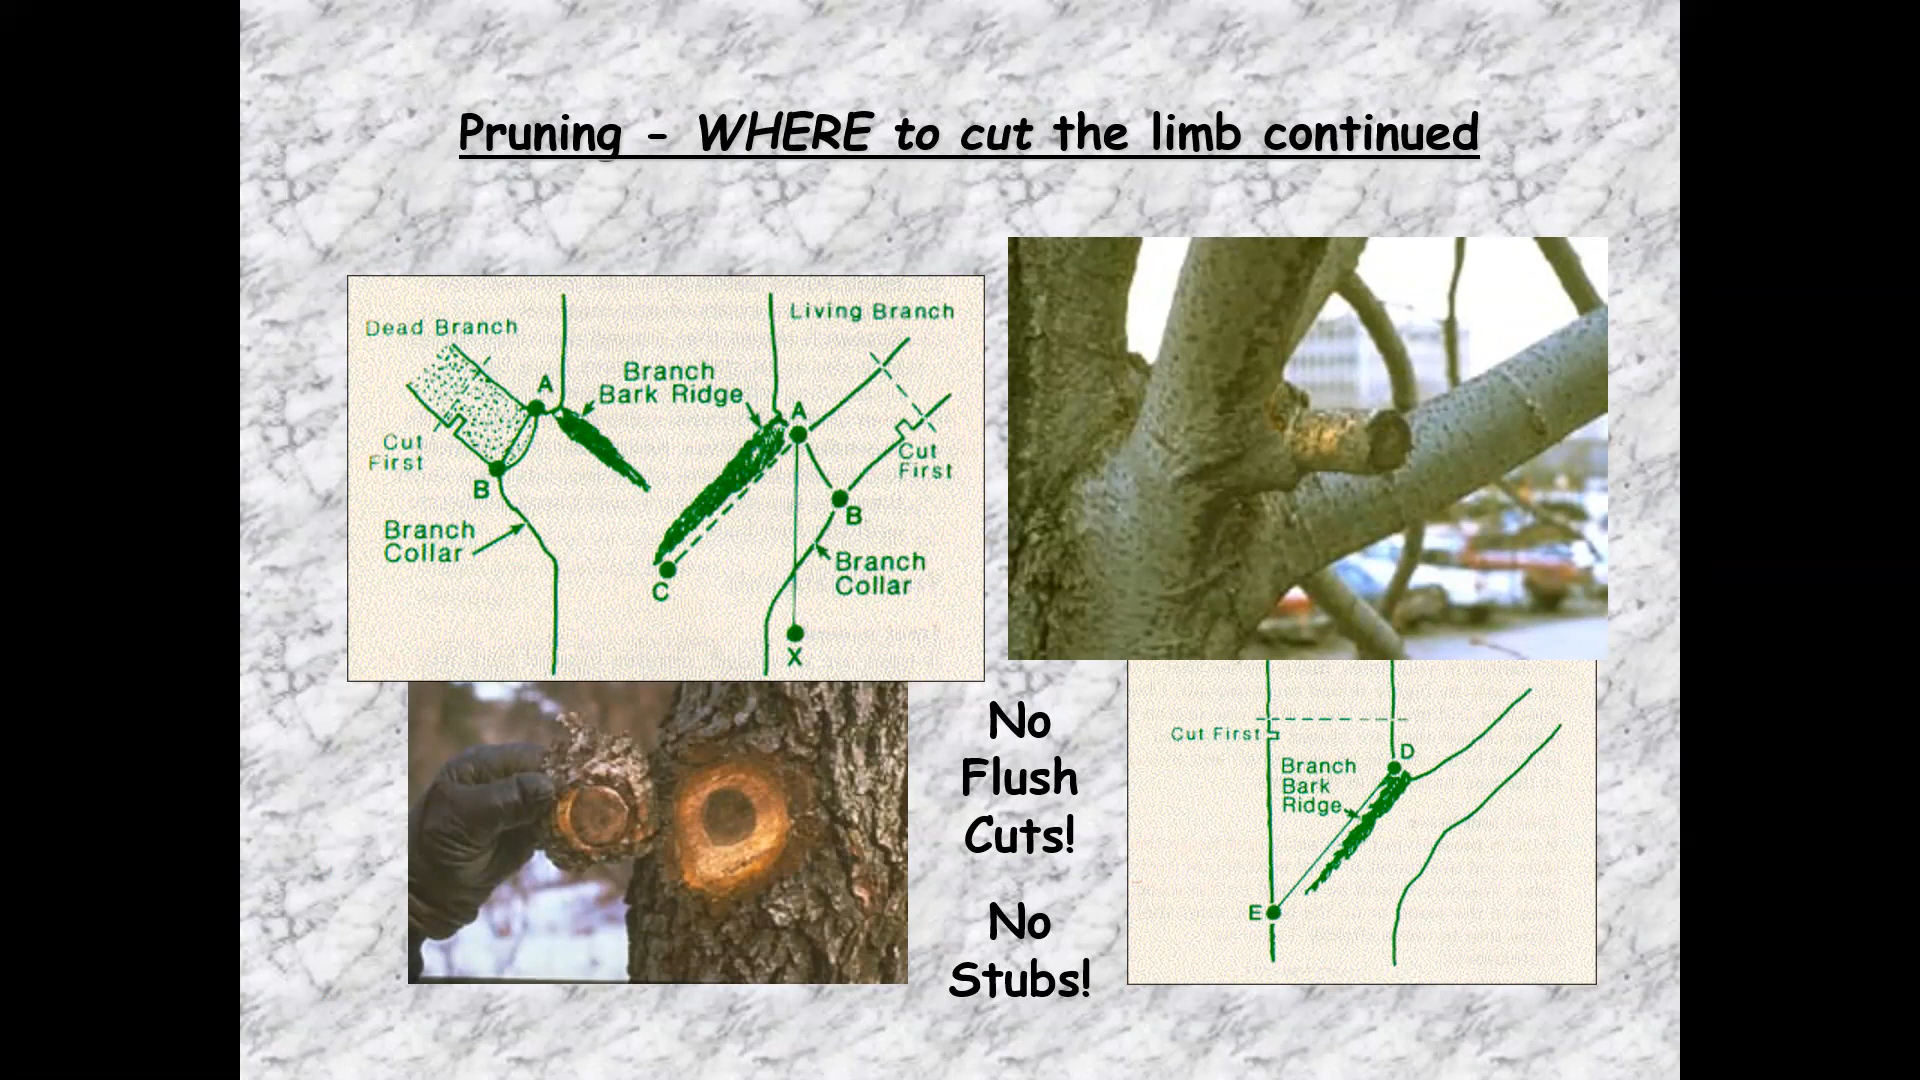 Pruning - WHERE to cut the limb continued
Dead Branch
Living Branch
A
Branch
Bark Ridge
A
Cut
First
Cut
First
B
B
Branch
Collar
Branch
Collar
C
X
No
Flush
Cuts!
No
Stubs!
Cut First
D
Branch
Bark
Ridge
E